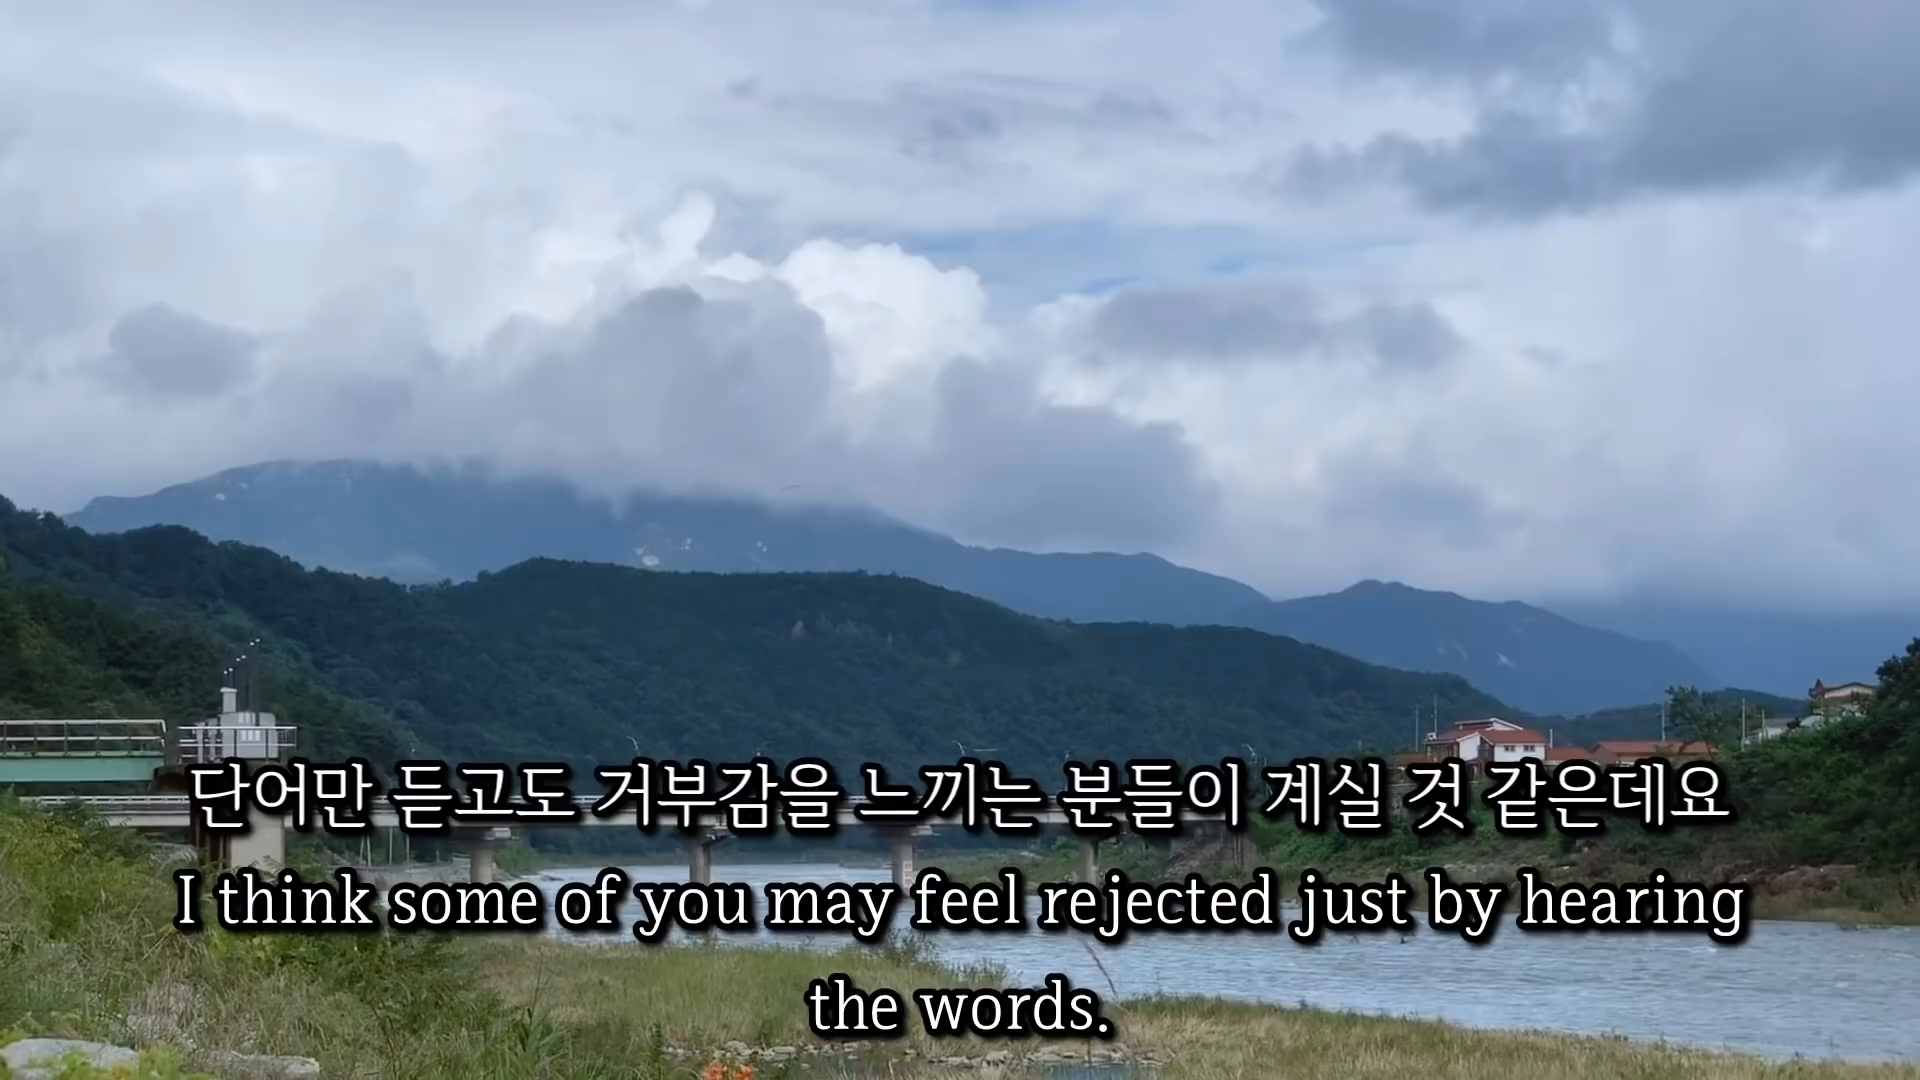 단어만 듣고도 거부감을 느끼는 분들이 계실 것 같은데요
I think some of you may feel rejected just by hearing
the words.